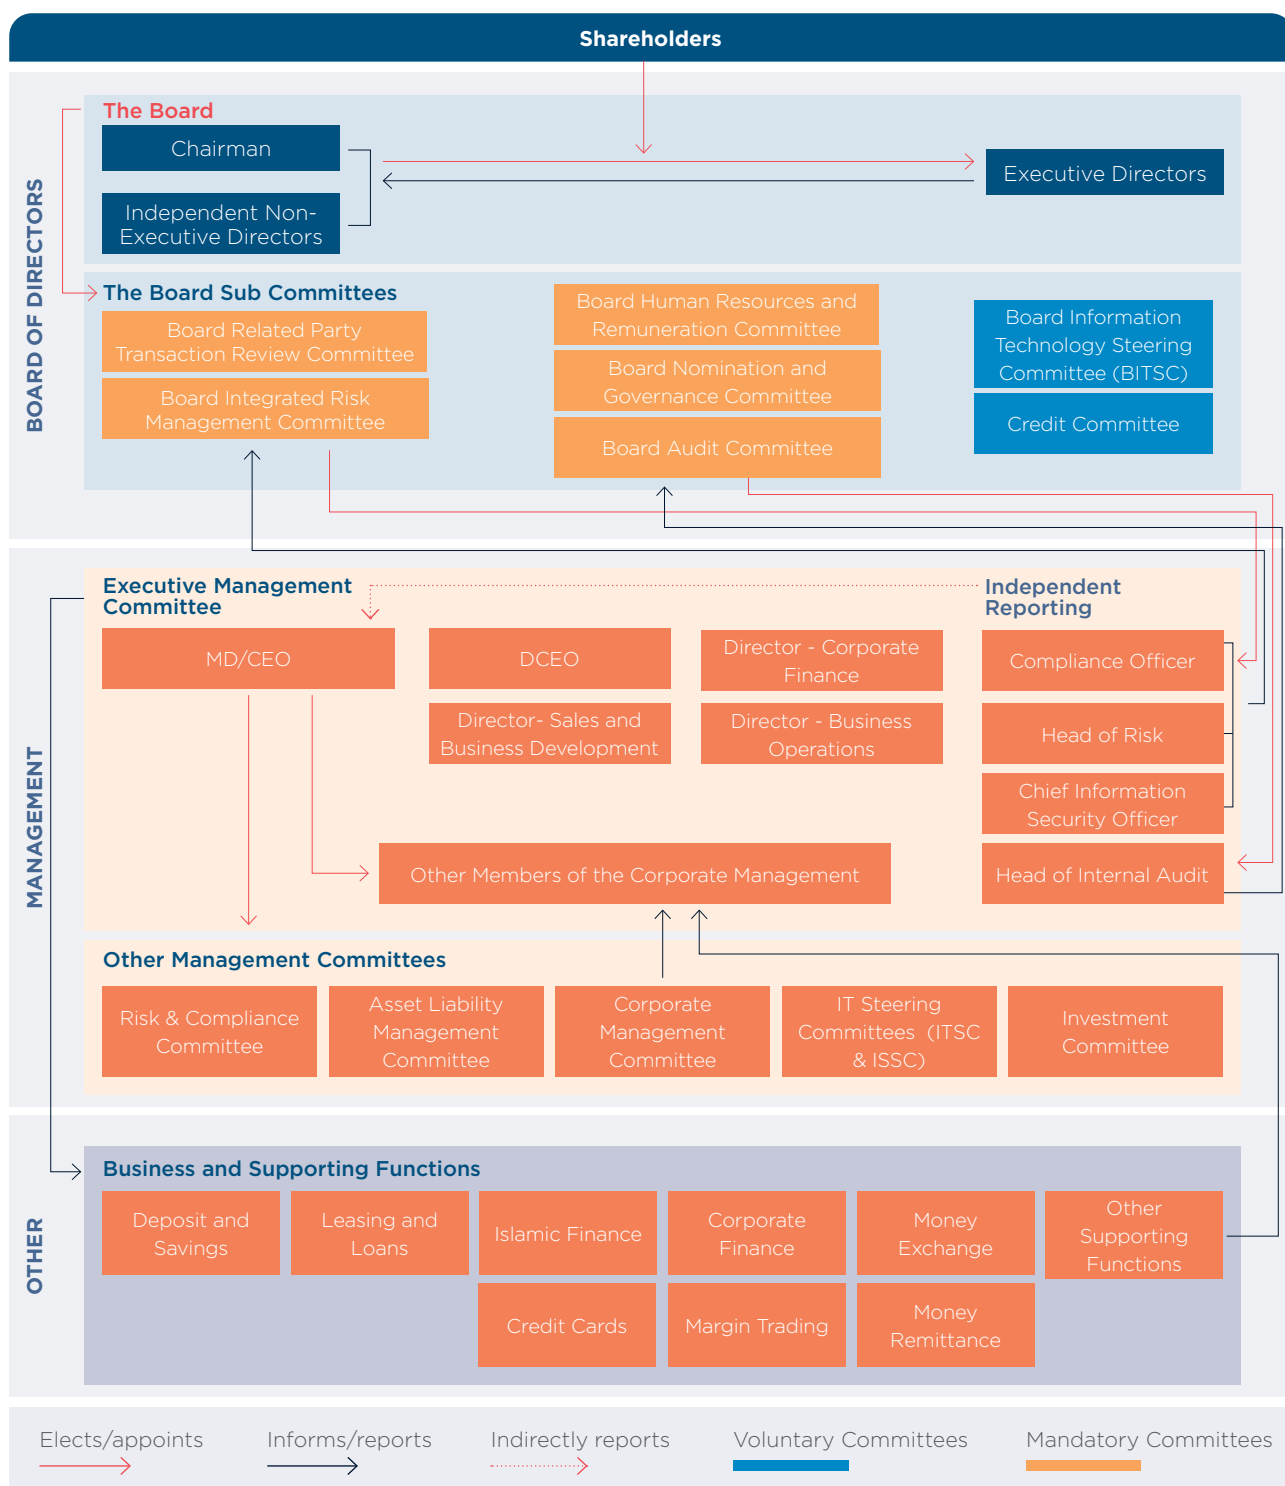 Shareholders
BOARD OF DIRECTORS
The Board
Chairman
Independent Non-
Executive Directors
Executive Directors
The Board Sub Committees
Board Related Party
Transaction Review Committee
Board Integrated Risk
Management Committee
Board Human Resources and
Remuneration Committee
Board Nomination and
Governance Committee
Board Audit Committee
Board Information
Technology Steering
Committee (BITSC)
Credit Committee
MANAGEMENT
Executive Management
Committee
Independent
Reporting
MD/CEO
DCEO
Director - Corporate
Finance
Compliance Officer
Director- Sales and
Business Development
Director - Business
Operations
Head of Risk
Chief Information
Security Officer
Other Members of the Corporate Management
Head of Internal Audit
Other Management Committees
Risk & Compliance
Committee
Asset Liability
Management
Committee
Corporate
Management
Committee
IT Steering
Committees (ITSC
& ISSC)
Investment
Committee
OTHER
Business and Supporting Functions
Deposit and
Savings
Leasing and
Loans
Islamic Finance
Corporate
Finance
Money
Exchange
Other
Supporting
Functions
Credit Cards
Margin Trading
Money
Remittance
Elects/appoints
Informs/reports
Indirectly reports
Voluntary Committees
Mandatory Committees